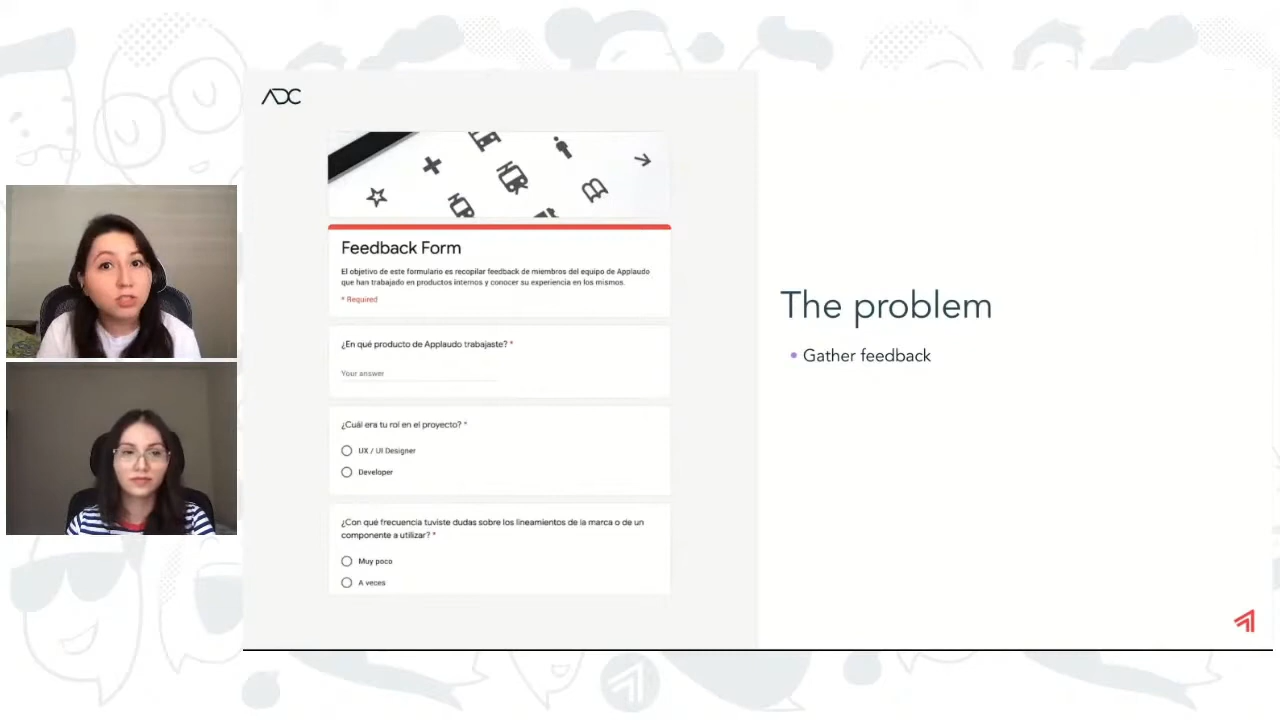 ADC
Feedback Form
El objetivo de este formulario es recopilar feedback de miembros del equipo de Applaudo
que han trabajado en productos internos y conocer su experiencia en los mismos.
* Required
¿En qué producto de Applaudo trabajaste? *
Your answer
¿Cuál era tu rol en el proyecto? *
UX / UI Designer
Developer
¿Con qué frecuencia tuviste dudas sobre los lineamientos de la marca o de un
componente a utilizar? *
Muy poco
A veces
The problem
• Gather feedback